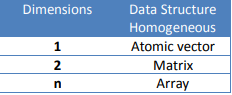 Dimensions Data Structure
Homogeneous
1 Atomic vector
2 Matrix
n Array